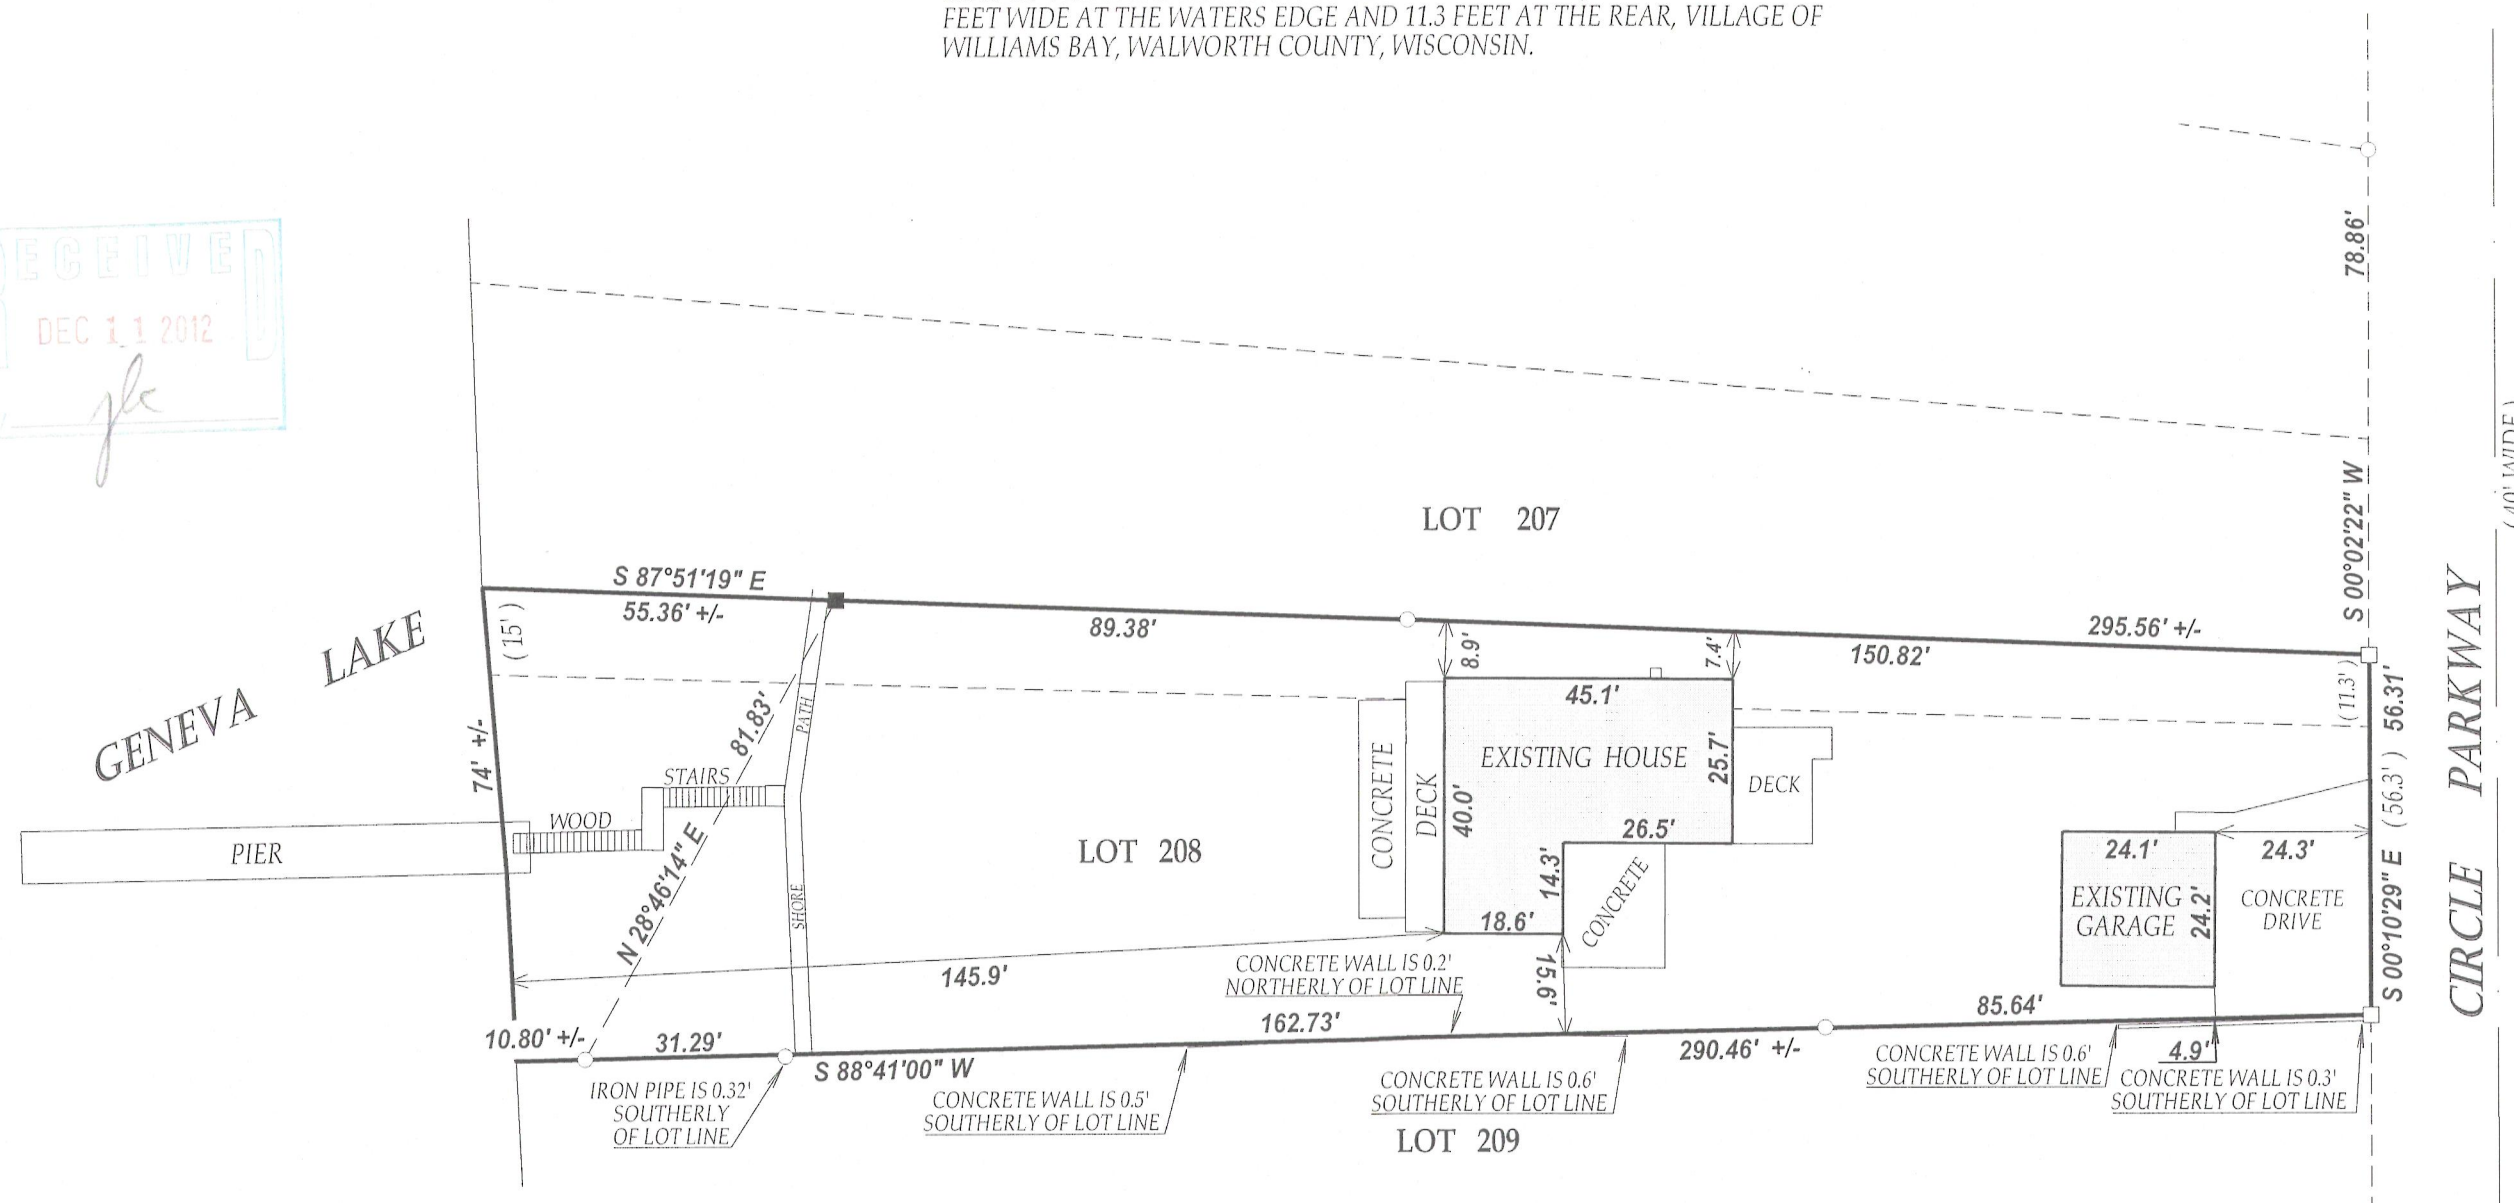 FEET WIDE AT THE WATERS EDGE AND 11.3 FEET AT THE REAR, VILLAGE OF
WILLIAMS BAY, WALWORTH COUNTY, WISCONSIN.
RECEIVED
DEC 11 2012
jlc
78.86'
S 00°02'22" W
(40' WIDE)
LOT 207
S 87°51'19" E
55.36' +/-
89.38'
295.56' +/-
150.82'
(15')
8.9'
7.4'
(11.3')
56.31'
(56.3')
S 00°10'29" E
CIRCLE PARKWAY
GENEVA LAKE
74' +/-
81.83'
N 28°46'14" E
PATH
SHORE
STAIRS
WOOD
PIER
LOT 208
CONCRETE
DECK
45.1'
EXISTING HOUSE
40.0'
25.7'
DECK
26.5'
14.3'
18.6'
CONCRETE
15.6'
24.1'
24.3'
EXISTING
GARAGE
24.2'
CONCRETE
DRIVE
145.9'
CONCRETE WALL IS 0.2'
NORTHERLY OF LOT LINE
10.80' +/-
31.29'
162.73'
85.64'
S 88°41'00" W
290.46' +/-
IRON PIPE IS 0.32'
SOUTHERLY
OF LOT LINE
CONCRETE WALL IS 0.5'
SOUTHERLY OF LOT LINE
CONCRETE WALL IS 0.6'
SOUTHERLY OF LOT LINE
CONCRETE WALL IS 0.6'
SOUTHERLY OF LOT LINE
4.9'
CONCRETE WALL IS 0.3'
SOUTHERLY OF LOT LINE
LOT 209